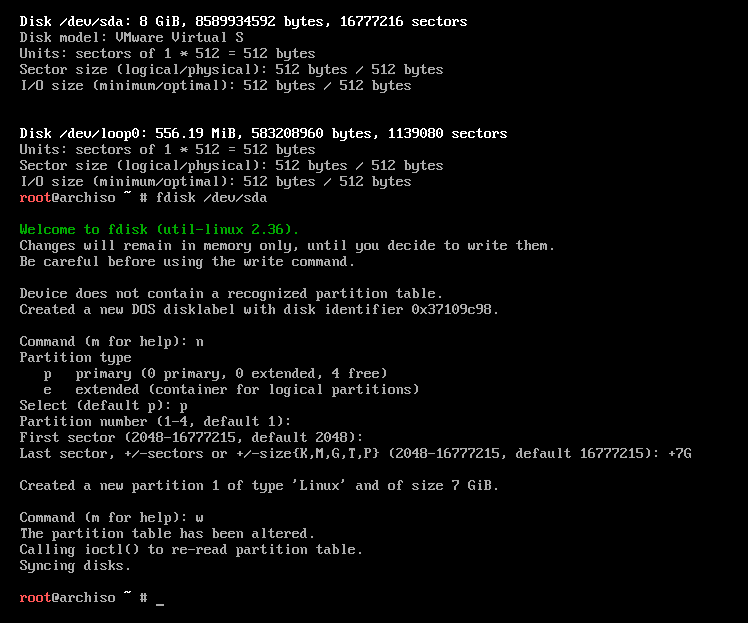 Disk /dev/sda: 8 GiB, 8589934592 bytes, 16777216 sectors
Disk model: VMware Virtual S
Units: sectors of 1 * 512 = 512 bytes
Sector size (logical/physical): 512 bytes / 512 bytes
I/O size (minimum/optimal): 512 bytes / 512 bytes
Disk /dev/loop0: 556.19 MiB, 583208960 bytes, 1139080 sectors
Units: sectors of 1 * 512 = 512 bytes
Sector size (logical/physical): 512 bytes / 512 bytes
I/O size (minimum/optimal): 512 bytes / 512 bytes
root@archiso ~ # fdisk /dev/sda
Welcome to fdisk (util-linux 2.36).
Changes will remain in memory only, until you decide to write them.
Be careful before using the write command.
Device does not contain a recognized partition table.
Created a new DOS disklabel with disk identifier 0x37109c98.
Command (m for help): n
Partition type
   p   primary (0 primary, 0 extended, 4 free)
   e   extended (container for logical partitions)
Select (default p): p
Partition number (1-4, default 1):
First sector (2048-16777215, default 2048):
Last sector, +/-sectors or +/-size{K,M,G,T,P} (2048-16777215, default 16777215): +7G
Created a new partition 1 of type 'Linux' and of size 7 GiB.
Command (m for help): w
The partition table has been altered.
Calling ioctl() to re-read partition table.
Syncing disks.
root@archiso ~ # _